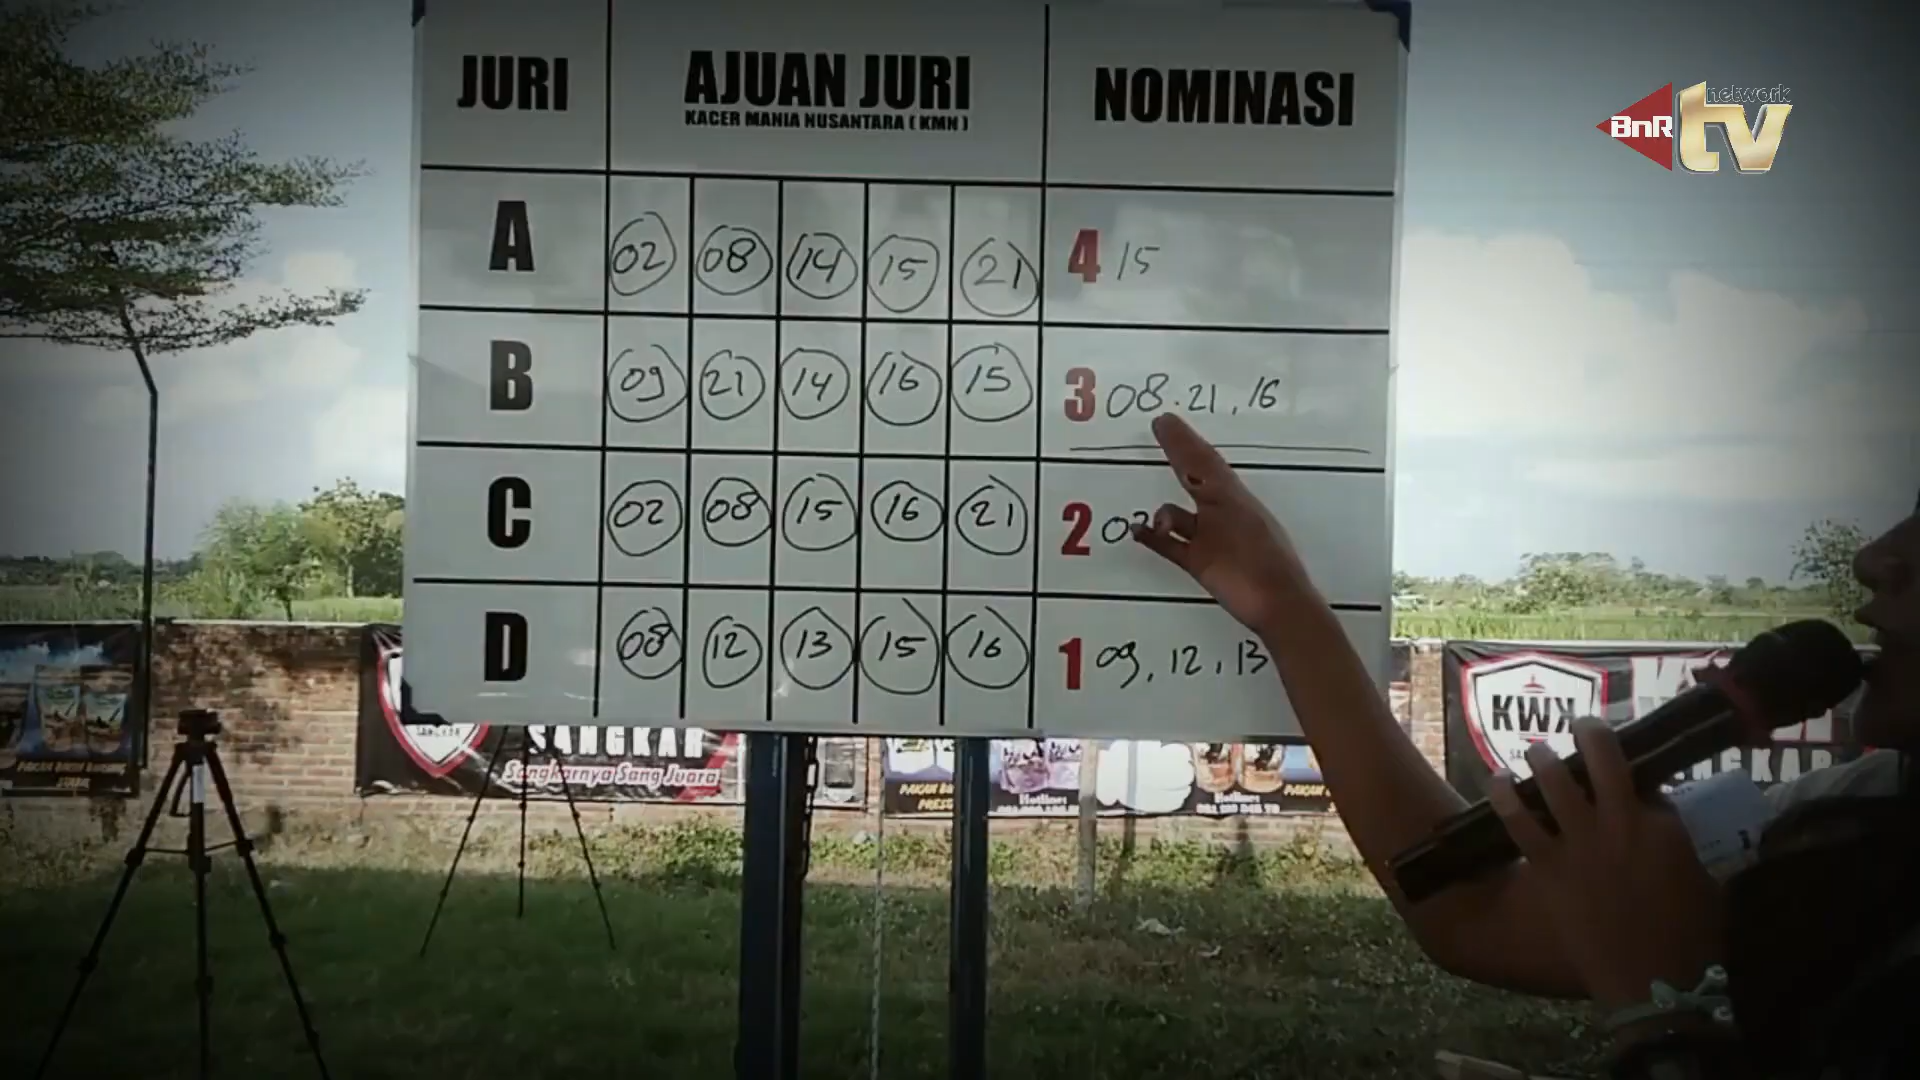 JURI AJUAN JURI NOMINASI
KACER MANIA NUSANTARA ( KMN )
A 02 08 14 15 21 4 15
B 09 21 14 16 15 3 08.21, 16
C 02 08 15 16 21 2
D 08 12 13 15 16 1 09, 12, 13
network
BnR tv
KWK
SANGKAR
Sangkarnya Sang Juara
Hotline:
Hotline: